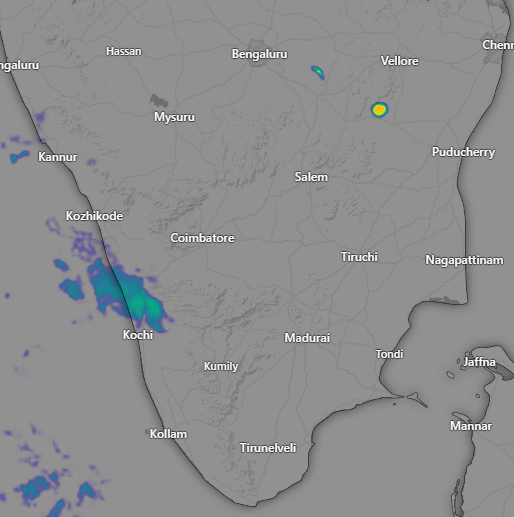 Hassan
Bengaluru
Vellore
Chenn
ngaluru
Mysuru
Kannur
Puducherry
Salem
Kozhikode
Coimbatore
Tiruchi
Nagapattinam
Kochi
Madurai
Tondi
Kumily
Jaffna
Mannar
Kollam
Tirunelveli